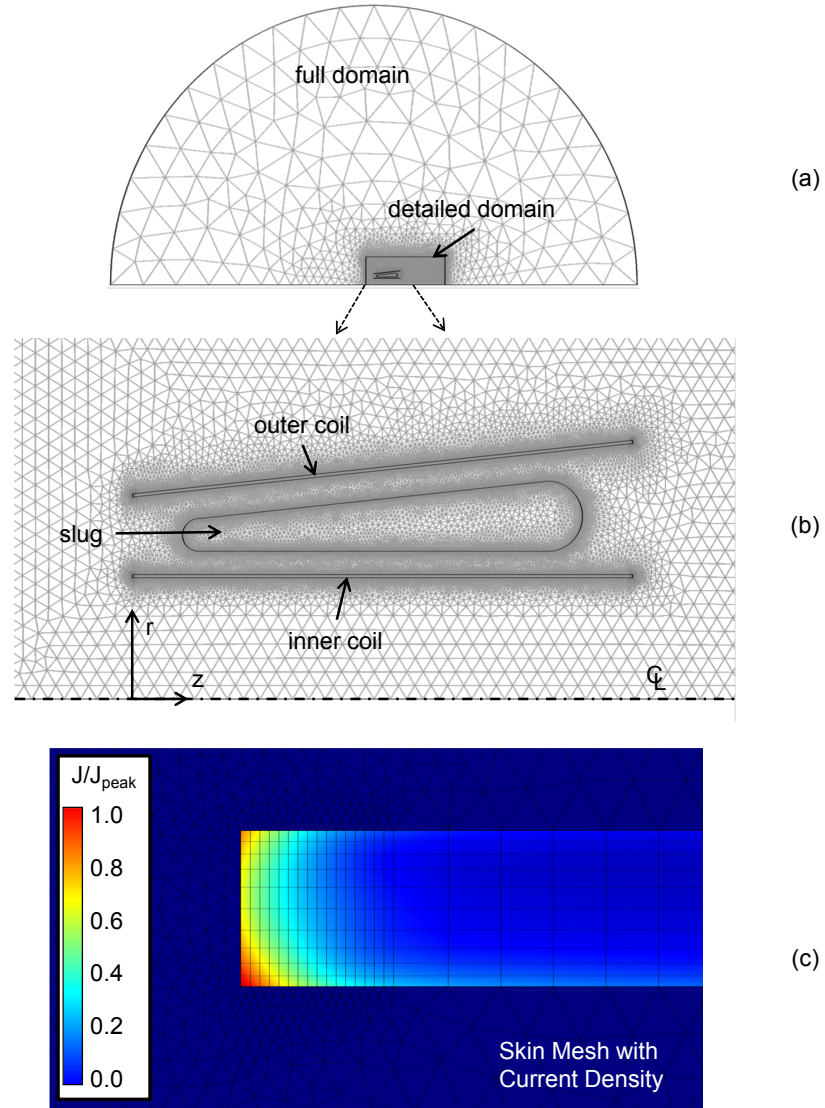 full domain
(a)
detailed domain
outer coil
slug
(b)
inner coil
r
z
℄
J/Jpeak
1.0
0.8
0.6
0.4
0.2
0.0
(c)
Skin Mesh with
Current Density